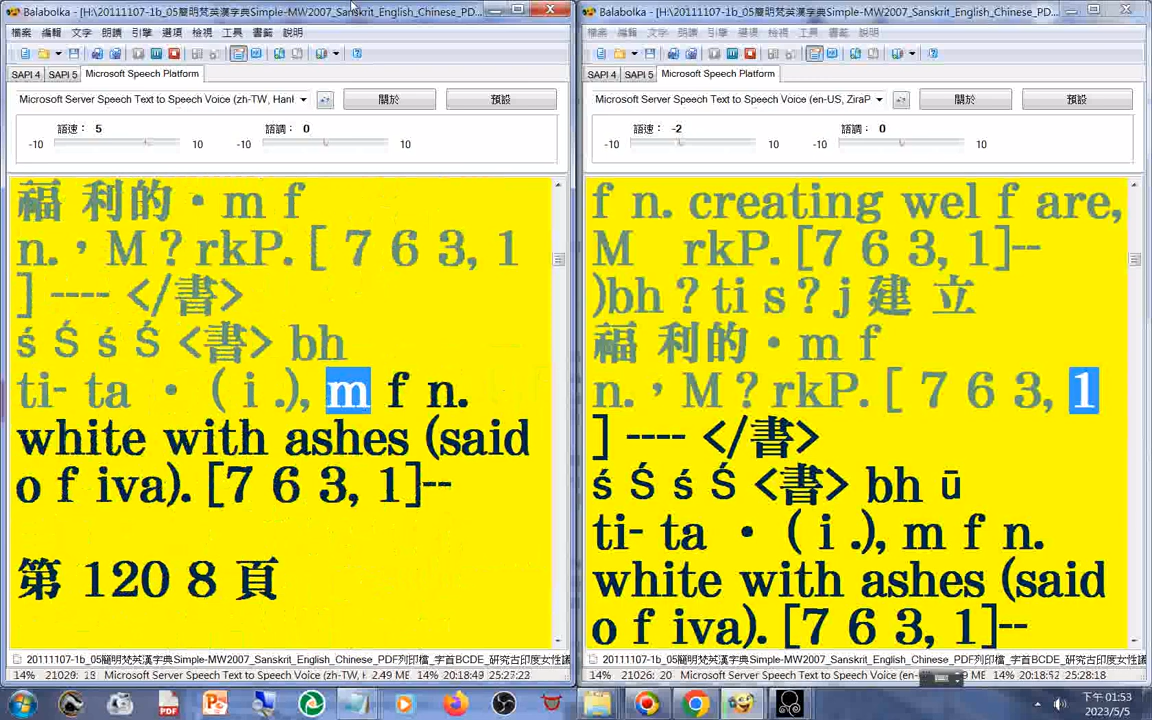 Balabolka - [H:\20111107-1b_05簡明梵英漢字典Simple-MW2007_Sanskrit_English_Chinese_PD...
檔案 編輯 文字 朗讀 引擎 選項 檢視 工具 書籤 說明
SAPI 4 SAPI 5 Microsoft Speech Platform
Microsoft Server Speech Text to Speech Voice (zh-TW, Hanl
關於 預設
語速： 5 語調： 0
-10 10 -10 10
福 利的・m f
n.，M？rkP. [ 7 6 3, 1
] ---- </書>
ś Ś ś Ś <書> bh
ti- ta ・ ( i .), m f n.
white with ashes (said
o f iva). [7 6 3, 1]--
第 120 8 頁
20111107-1b_05簡明梵英漢字典Simple-MW2007_Sanskrit_English_Chinese_PDF列印檔_字首BCDE_研究古印度女性議
14% 21029: 13 Microsoft Server Speech Text to Speech Voice (zh-TW, H 2.49 ME 14% 20:18:49 25:27:22
Balabolka - [H:\20111107-1b_05簡明梵英漢字典Simple-MW2007_Sanskrit_English_Chinese_PD...
檔案 編輯 文字 朗讀 引擎 選項 檢視 工具 書籤 說明
SAPI 4 SAPI 5 Microsoft Speech Platform
Microsoft Server Speech Text to Speech Voice (en-US, ZiraP
關於 預設
語速： -2 語調： 0
-10 10 -10 10
f n. creating wel f are,
M rkP. [7 6 3, 1]--
)bh？ti s？j 建 立
福 利的・m f
n.，M？rkP. [ 7 6 3, 1
] ---- </書>
ś Ś ś Ś <書> bh ū
ti- ta ・ ( i .), m f n.
white with ashes (said
o f iva). [7 6 3, 1]--
20111107-1b_05簡明梵英漢字典Simple-MW2007_Sanskrit_English_Chinese_PDF列印檔_字首BCDE_研究古印度女性議
14% 21026: 20 Microsoft Server Speech Text to Speech Voice (en-US 14% 20:18:52 25:28:18
下午 01:53
2023/5/5